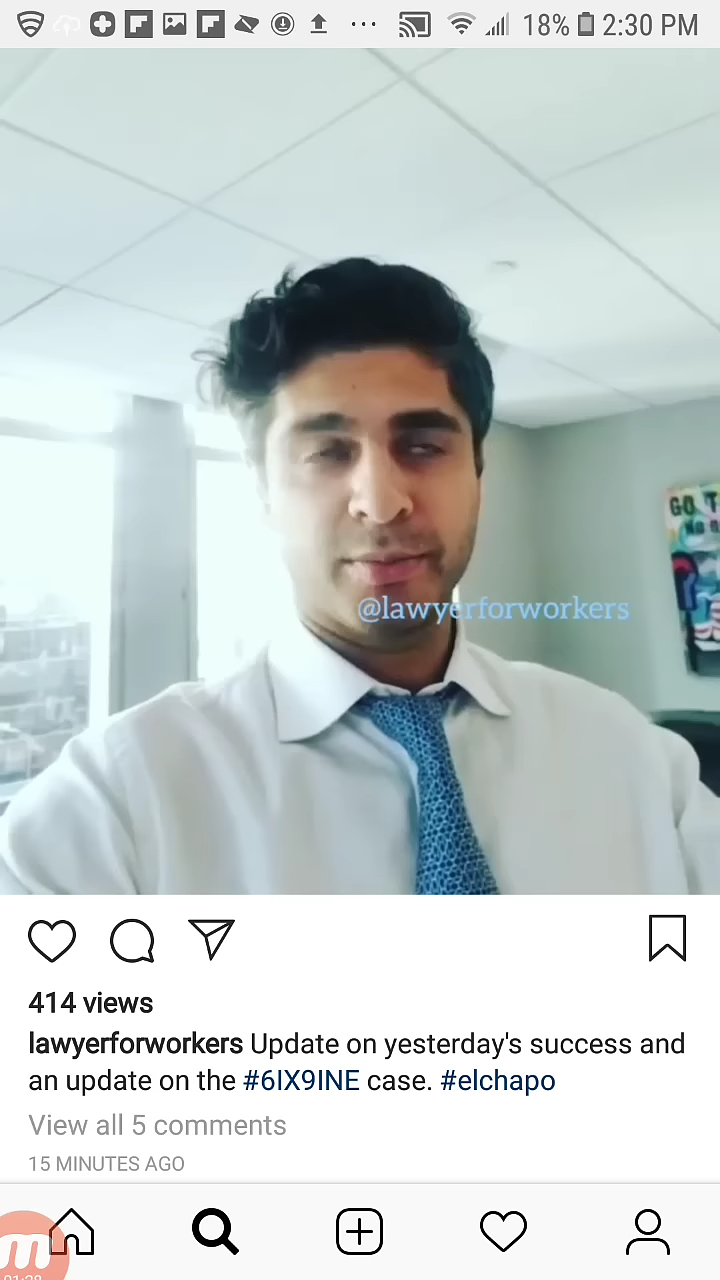 18% 2:30 PM
GO
@lawyerforworkers
414 views
lawyerforworkers Update on yesterday's success and
an update on the #6IX9INE case. #elchapo
View all 5 comments
15 MINUTES AGO